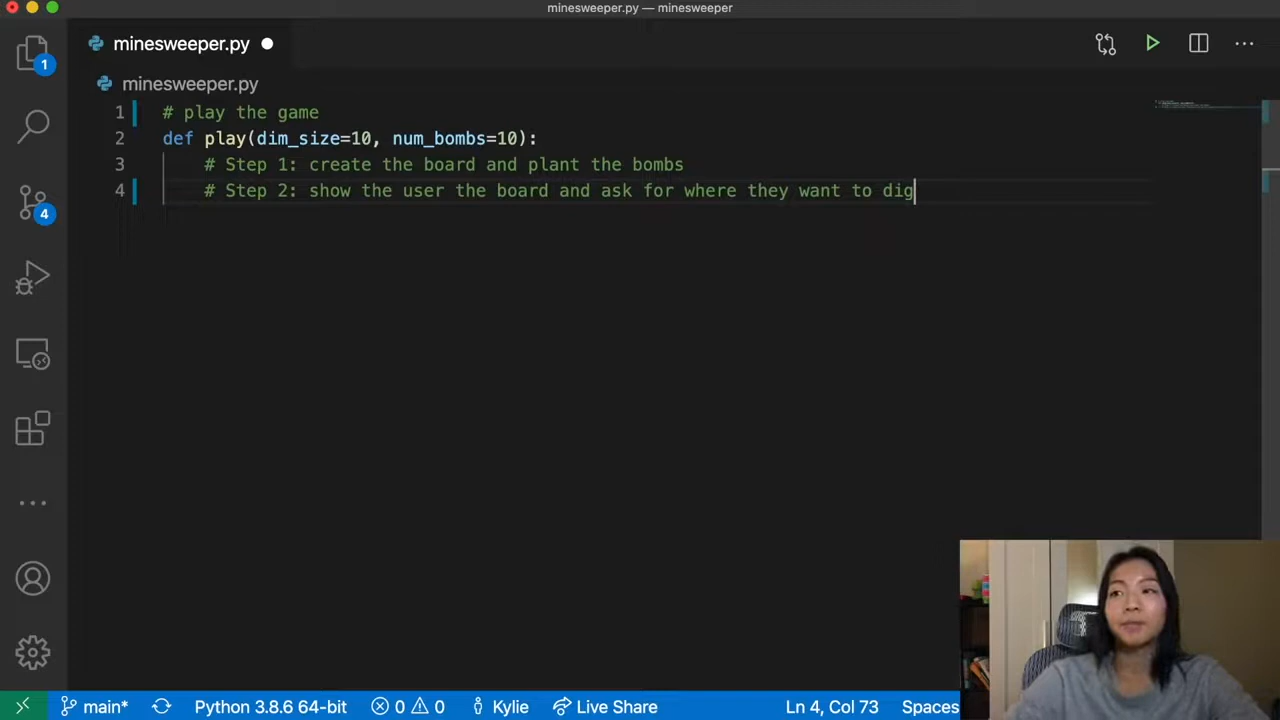 minesweeper.py — minesweeper
minesweeper.py
minesweeper.py
1 # play the game
2 def play(dim_size=10, num_bombs=10):
3 # Step 1: create the board and plant the bombs
4 # Step 2: show the user the board and ask for where they want to dig
1
4
main* Python 3.8.6 64-bit 0 0 Kylie Live Share Ln 4, Col 73 Spaces